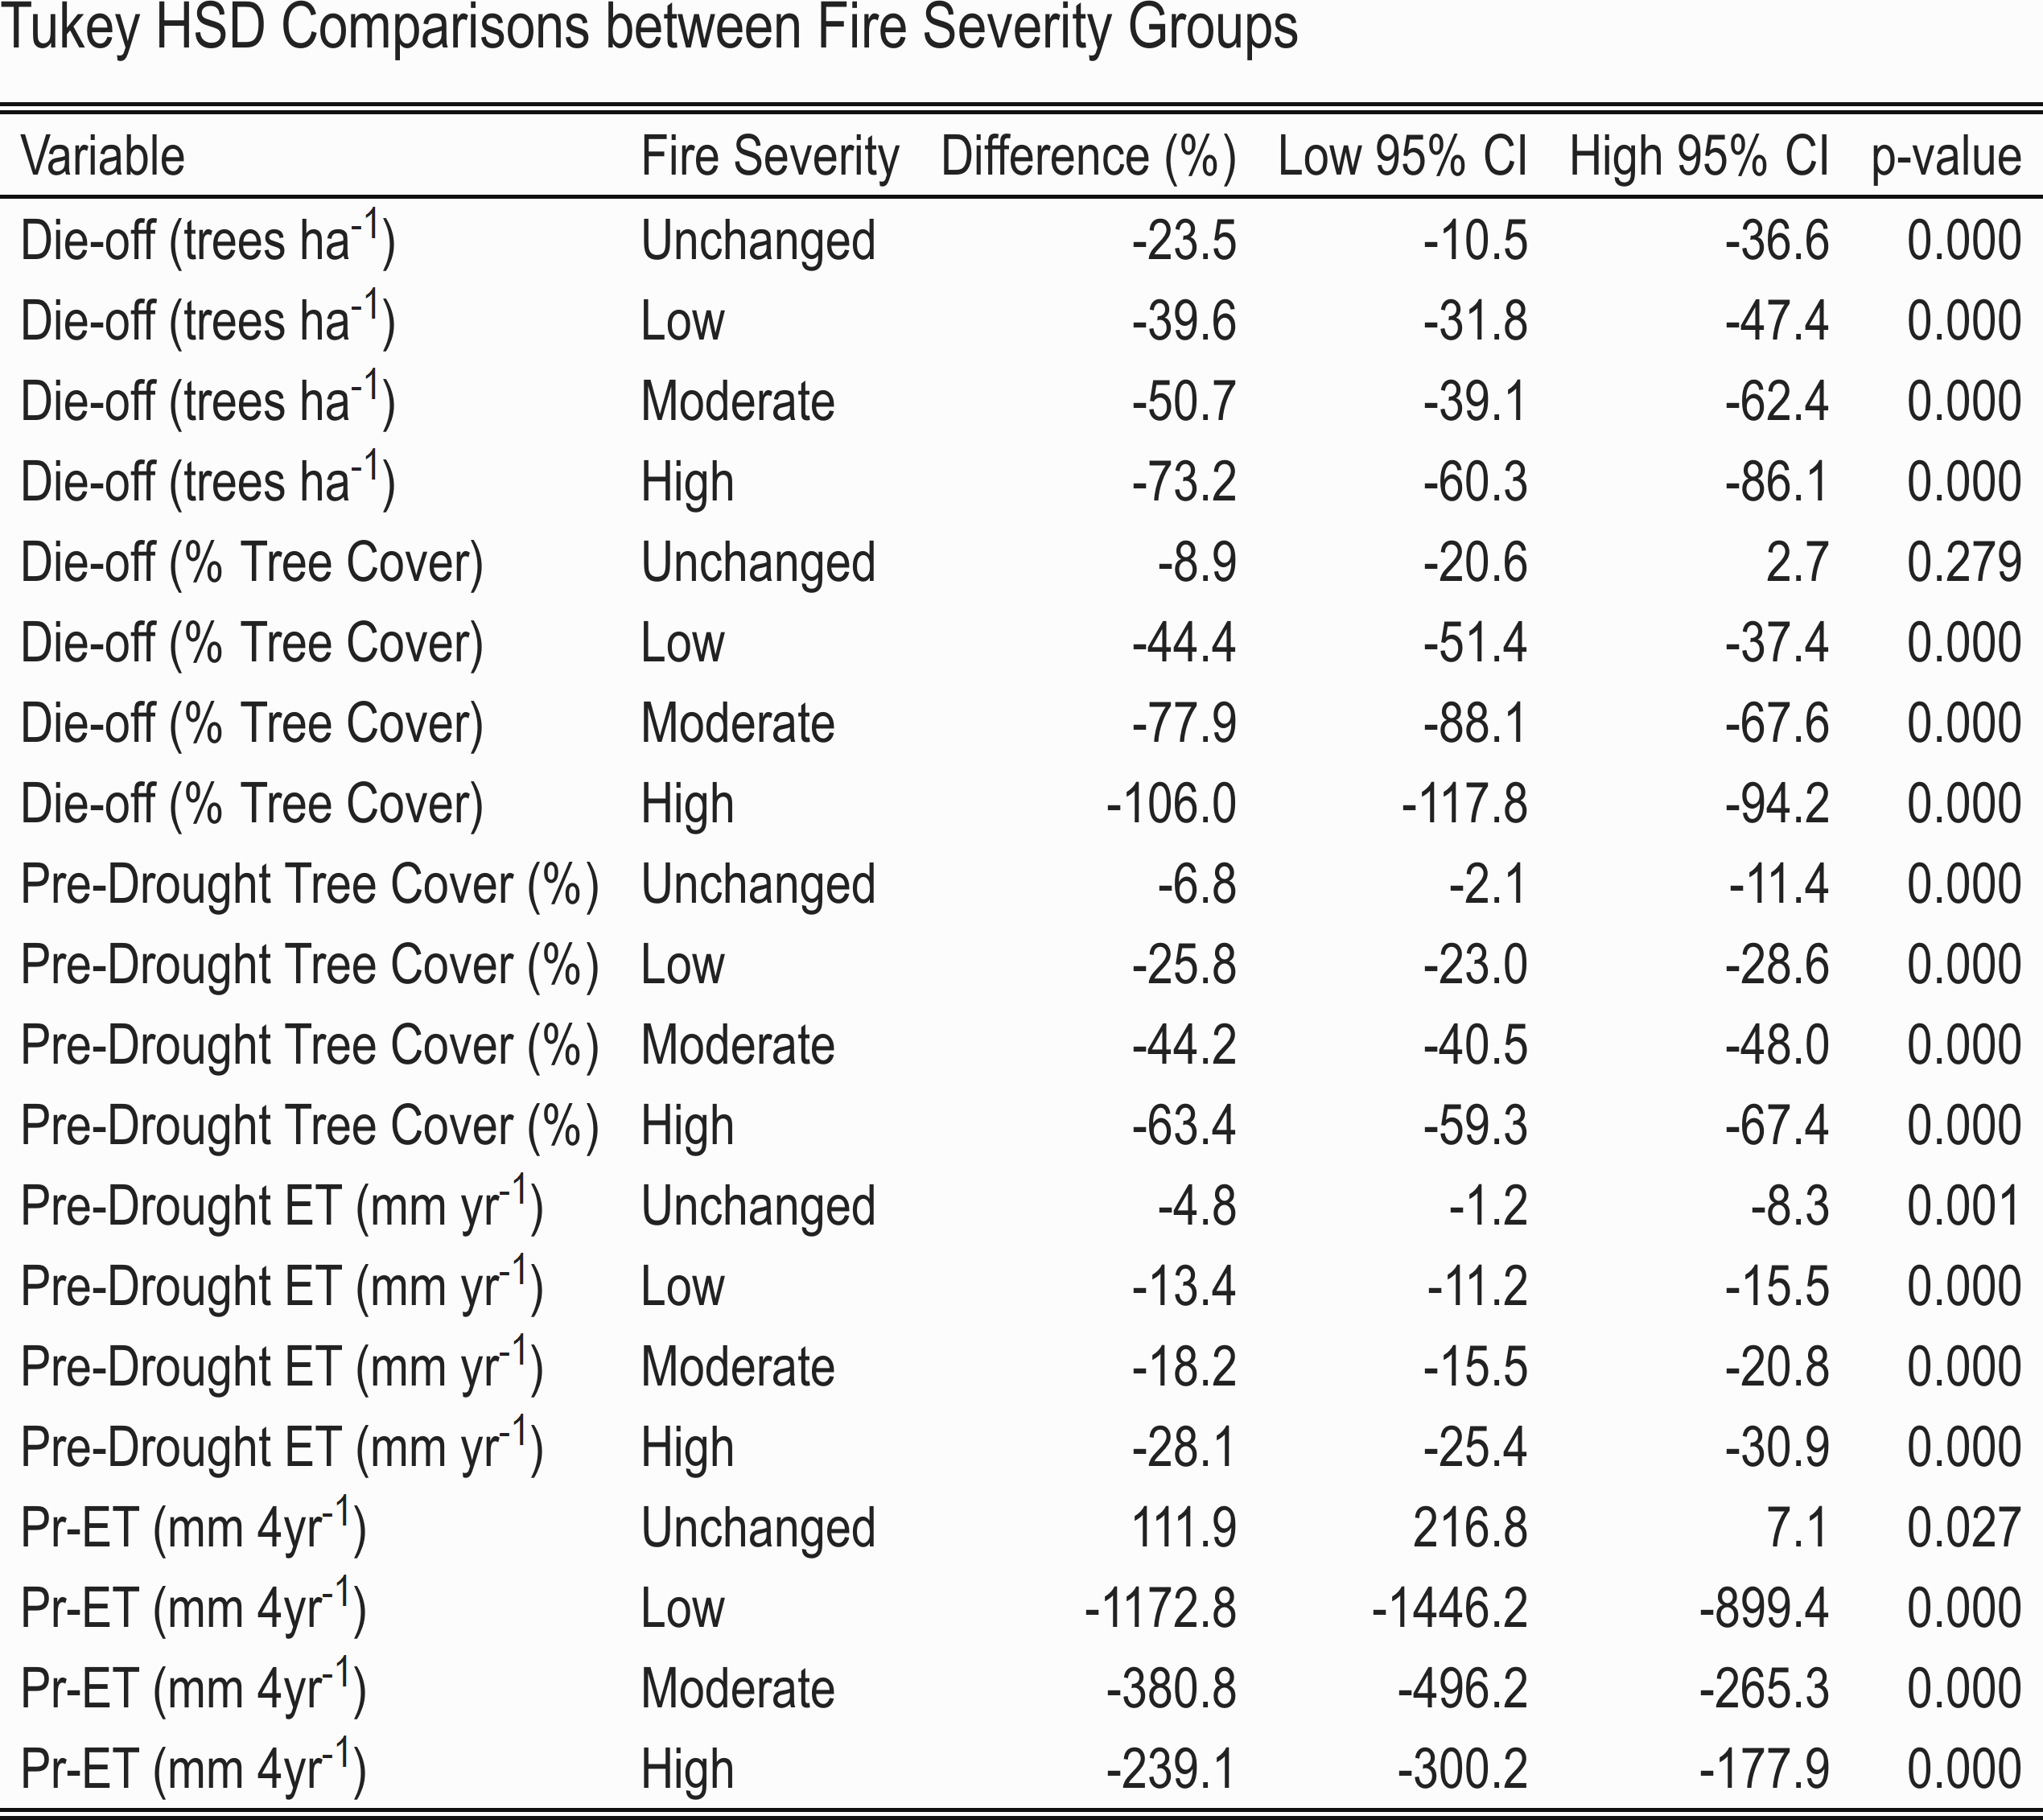 Tukey HSD Comparisons between Fire Severity Groups
Variable Fire Severity Difference (%) Low 95% CI High 95% CI p-value
Die-off (trees ha⁻¹) Unchanged -23.5 -10.5 -36.6 0.000
Die-off (trees ha⁻¹) Low -39.6 -31.8 -47.4 0.000
Die-off (trees ha⁻¹) Moderate -50.7 -39.1 -62.4 0.000
Die-off (trees ha⁻¹) High -73.2 -60.3 -86.1 0.000
Die-off (% Tree Cover) Unchanged -8.9 -20.6 2.7 0.279
Die-off (% Tree Cover) Low -44.4 -51.4 -37.4 0.000
Die-off (% Tree Cover) Moderate -77.9 -88.1 -67.6 0.000
Die-off (% Tree Cover) High -106.0 -117.8 -94.2 0.000
Pre-Drought Tree Cover (%) Unchanged -6.8 -2.1 -11.4 0.000
Pre-Drought Tree Cover (%) Low -25.8 -23.0 -28.6 0.000
Pre-Drought Tree Cover (%) Moderate -44.2 -40.5 -48.0 0.000
Pre-Drought Tree Cover (%) High -63.4 -59.3 -67.4 0.000
Pre-Drought ET (mm yr⁻¹) Unchanged -4.8 -1.2 -8.3 0.001
Pre-Drought ET (mm yr⁻¹) Low -13.4 -11.2 -15.5 0.000
Pre-Drought ET (mm yr⁻¹) Moderate -18.2 -15.5 -20.8 0.000
Pre-Drought ET (mm yr⁻¹) High -28.1 -25.4 -30.9 0.000
Pr-ET (mm 4yr⁻¹) Unchanged 111.9 216.8 7.1 0.027
Pr-ET (mm 4yr⁻¹) Low -1172.8 -1446.2 -899.4 0.000
Pr-ET (mm 4yr⁻¹) Moderate -380.8 -496.2 -265.3 0.000
Pr-ET (mm 4yr⁻¹) High -239.1 -300.2 -177.9 0.000